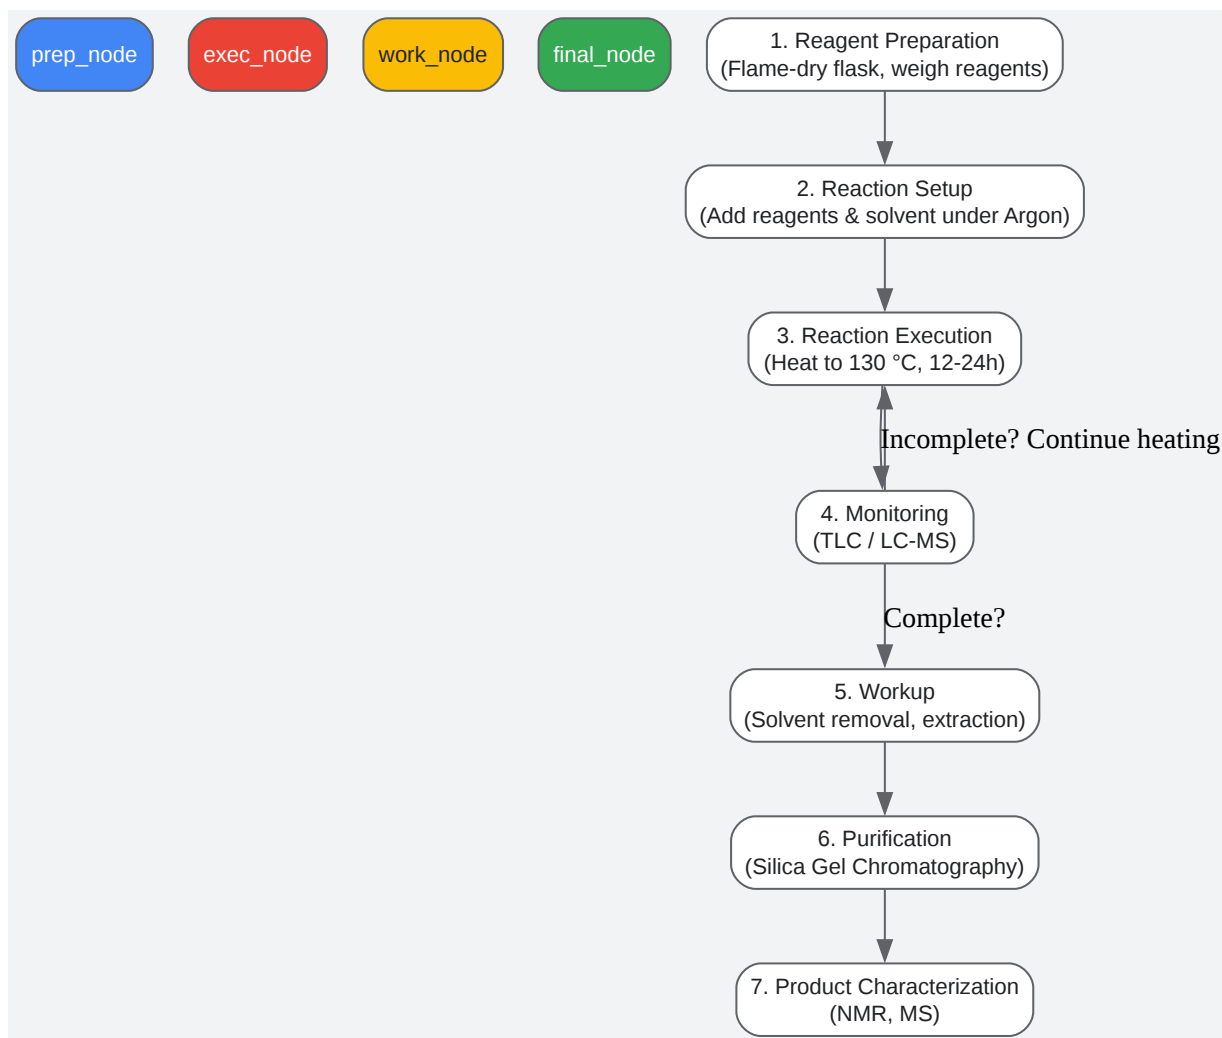 prep_node
exec_node
work_node
final_node
1. Reagent Preparation
(Flame-dry flask, weigh reagents)
2. Reaction Setup
(Add reagents & solvent under Argon)
3. Reaction Execution
(Heat to 130 °C, 12-24h)
Incomplete? Continue heating
4. Monitoring
(TLC / LC-MS)
Complete?
5. Workup
(Solvent removal, extraction)
6. Purification
(Silica Gel Chromatography)
7. Product Characterization
(NMR, MS)